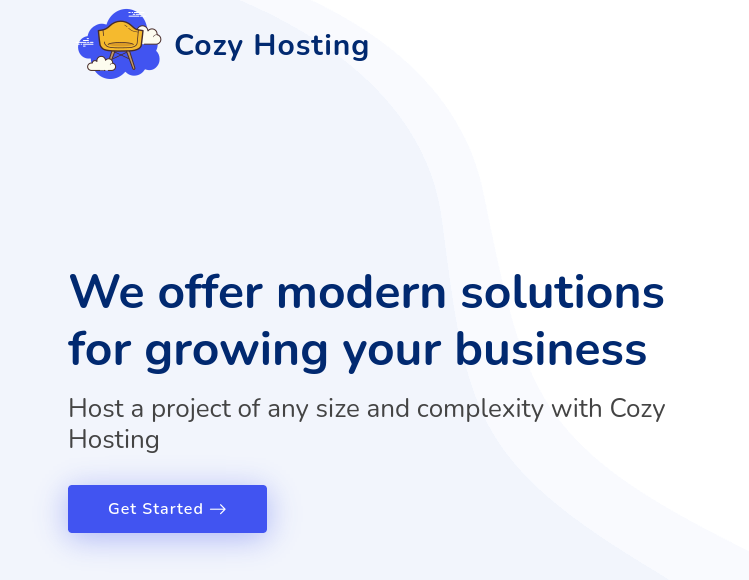 Cozy Hosting
We offer modern solutions
for growing your business
Host a project of any size and complexity with Cozy
Hosting
Get Started →